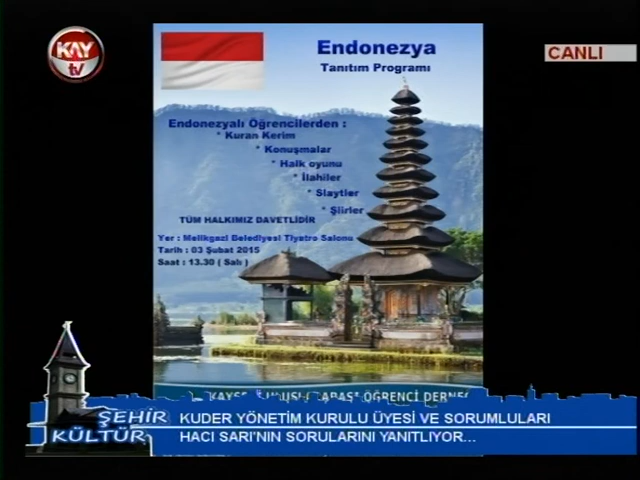 KAY
tv
CANLI
Endonezya
Tanıtım Programı
Endonezyalı Öğrencilerden :
* Kuran Kerim
* Konuşmalar
* Halk oyunu
* İlahiler
* Slaytler
* Şiirler
TÜM HALKIMIZ DAVETLİDİR
Yer : Melikgazi Belediyesi Tiyatro Salonu
Tarih : 03 Şubat 2015
Saat : 13.30 ( Salı )
ÖĞRENCİ
ŞEHİR
KÜLTÜR
KUDER YÖNETİM KURULU ÜYESİ VE SORUMLULARI
HACI SARI'NIN SORULARINI YANITLIYOR...